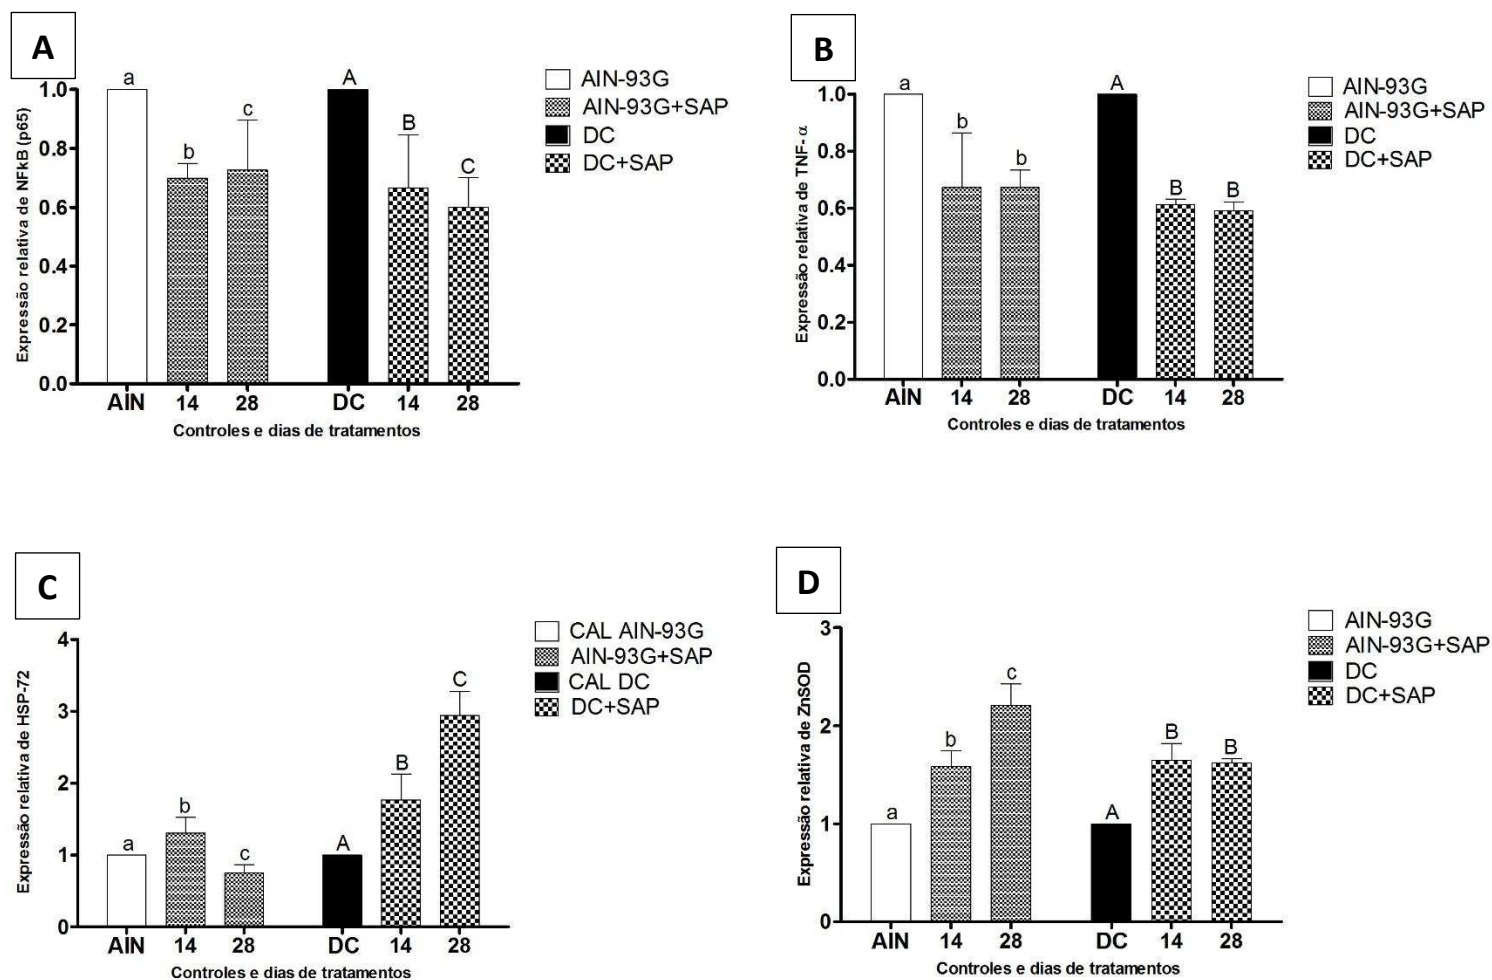 A
Expressão relativa de NFkB (p65)
1.0
0.8
0.6
0.4
0.2
0.0
a
b
c
A
B
C
AIN
14
28
DC
14
28
Controles e dias de tratamentos
AIN-93G
AIN-93G+SAP
DC
DC+SAP
B
Expressão relativa de TNF- α
1.0
0.8
0.6
0.4
0.2
0.0
a
b
b
A
B
B
AIN
14
28
DC
14
28
Controles e dias de tratamentos
AIN-93G
AIN-93G+SAP
DC
DC+SAP
C
Expressão relativa de HSP-72
4
3
2
1
0
a
b
c
A
B
C
AIN
14
28
DC
14
28
Controles e dias de tratamentos
CAL AIN-93G
AIN-93G+SAP
CAL DC
DC+SAP
D
Expressão relativa de ZnSOD
3
2
1
0
a
b
c
A
B
B
AIN
14
28
DC
14
28
Controles e dias de tratamentos
AIN-93G
AIN-93G+SAP
DC
DC+SAP